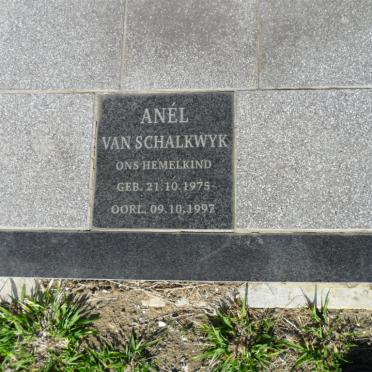 ANÉL
VAN SCHALKWYK
ONS HEMELKIND
GEB. 21.10.1975
OORL. 09.10.1997